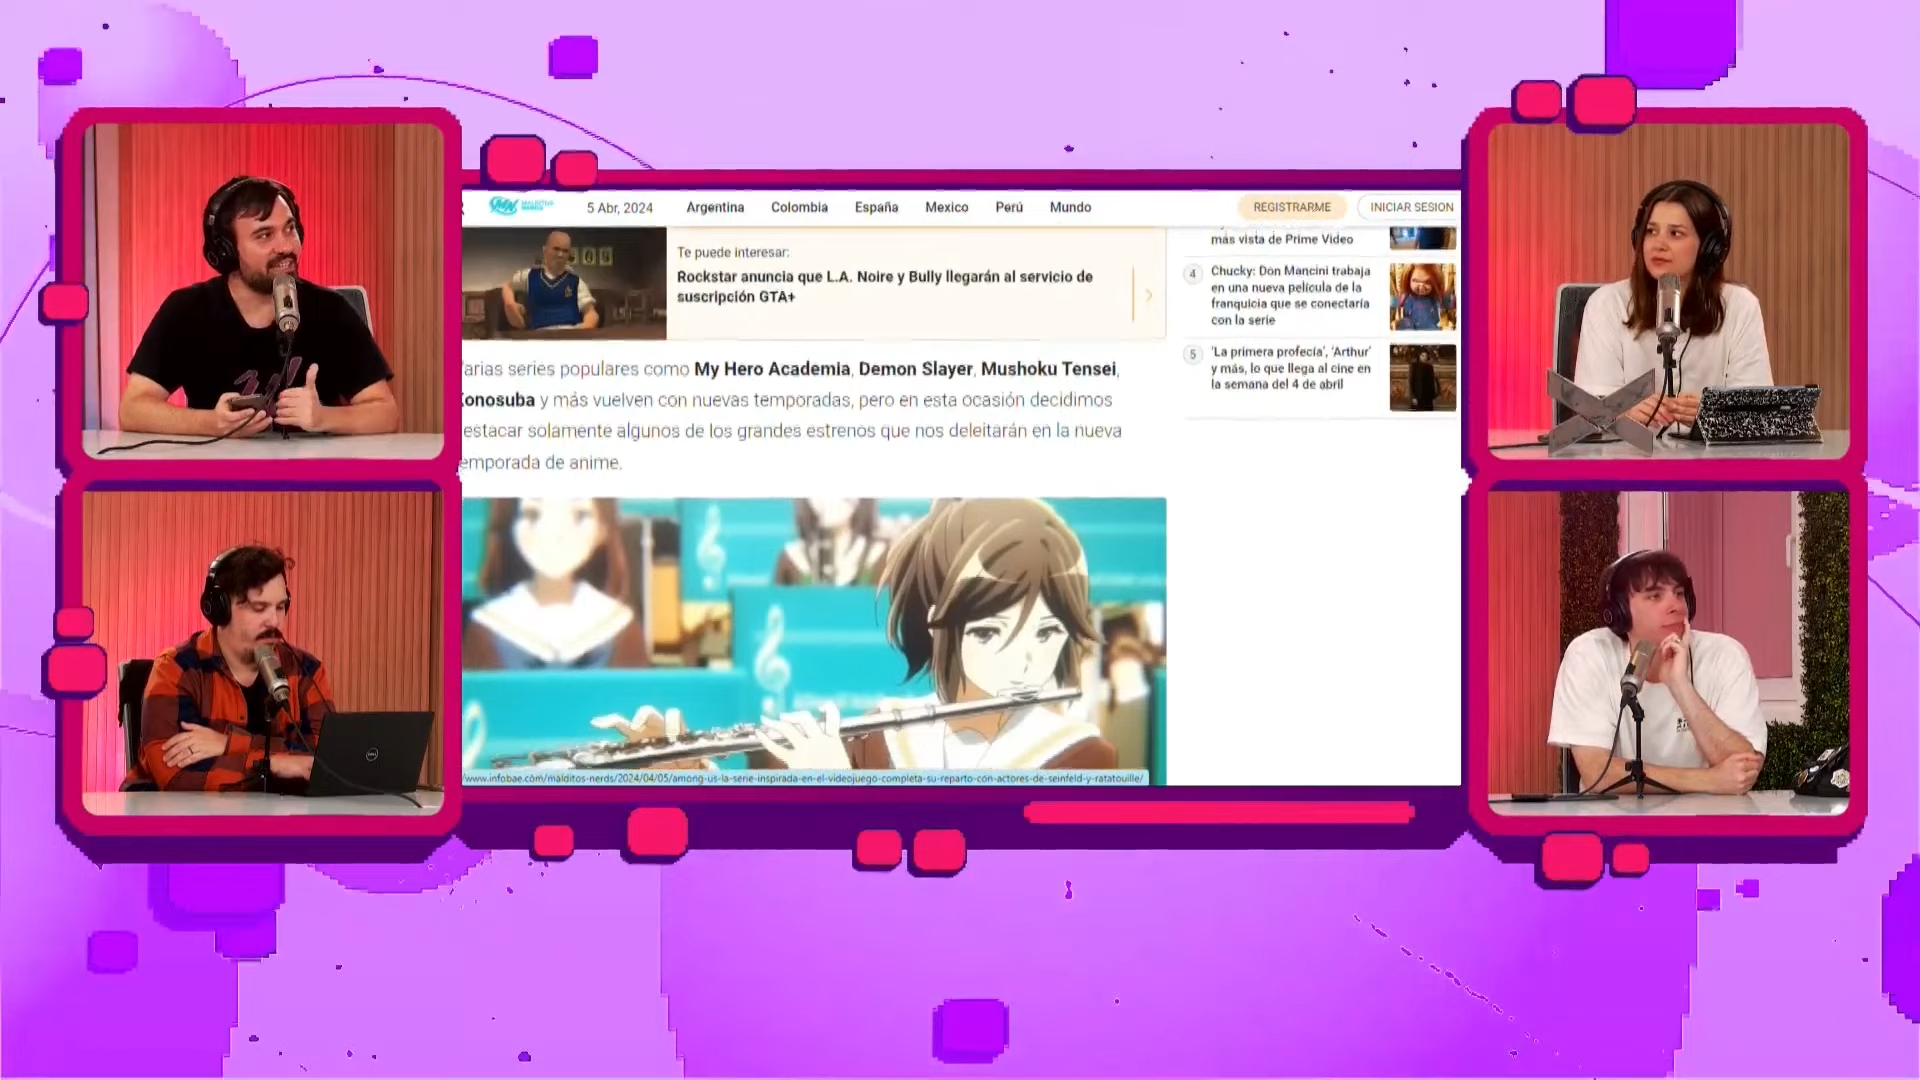 5 Abr, 2024 Argentina Colombia España Mexico Perú Mundo REGISTRARME INICIAR SESION
Te puede interesar:
Rockstar anuncia que L.A. Noire y Bully llegarán al servicio de
suscripción GTA+
arias series populares como My Hero Academia, Demon Slayer, Mushoku Tensei,
Konosuba y más vuelven con nuevas temporadas, pero en esta ocasión decidimos
estacar solamente algunos de los grandes estrenos que nos deleitarán en la nueva
emporada de anime.
más vista de Prime Video
4 Chucky: Don Mancini trabaja
en una nueva película de la
franquicia que se conectaría
con la serie
5 'La primera profecía', 'Arthur'
y más, lo que llega al cine en
la semana del 4 de abril
/www.infobae.com/malditos-nerds/2024/04/05/among-us-la-serie-inspirada-en-el-videojuego-completa-su-reparto-con-actores-de-seinfeld-y-ratatouille/